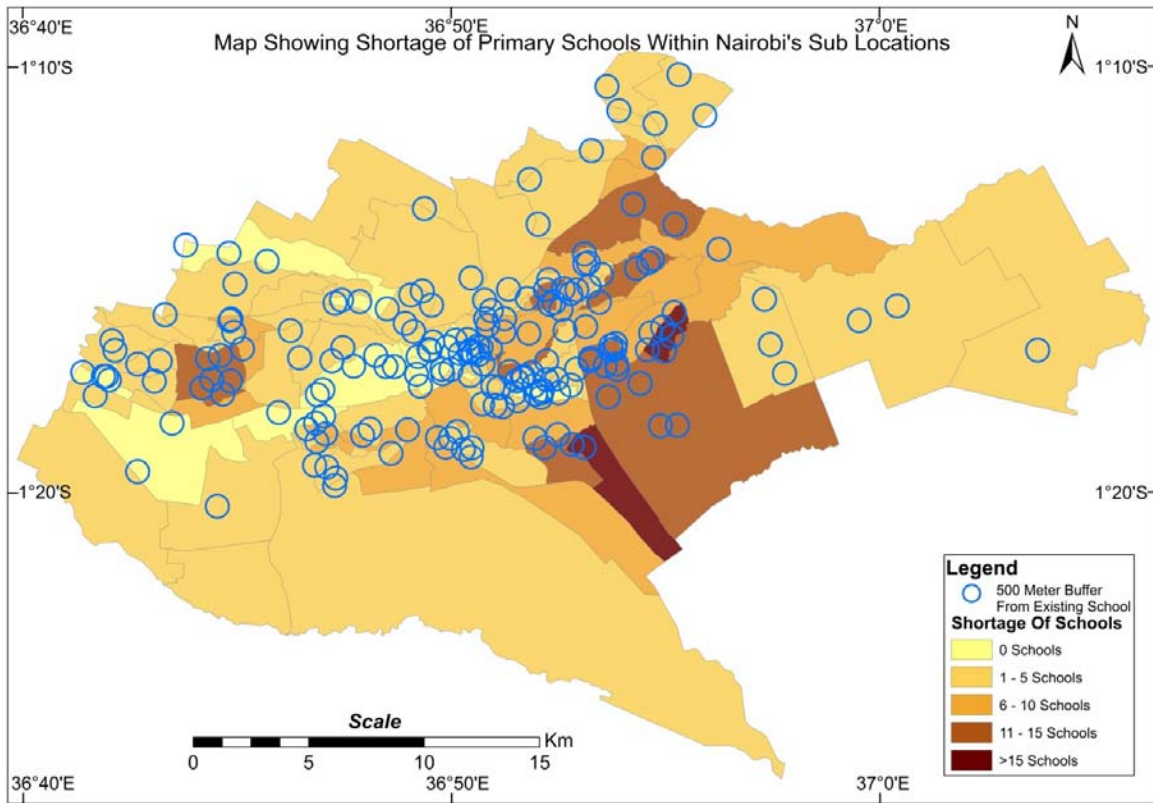 36°40'E
36°50'E
37°0'E
Map Showing Shortage of Primary Schools Within Nairobi's Sub Locations
N
1°10'S
1°10'S
1°20'S
1°20'S
Legend
500 Meter Buffer
From Existing School
Shortage Of Schools
0 Schools
1 - 5 Schools
6 - 10 Schools
11 - 15 Schools
>15 Schools
Scale
Km
0 5 10 15
36°40'E
36°50'E
37°0'E